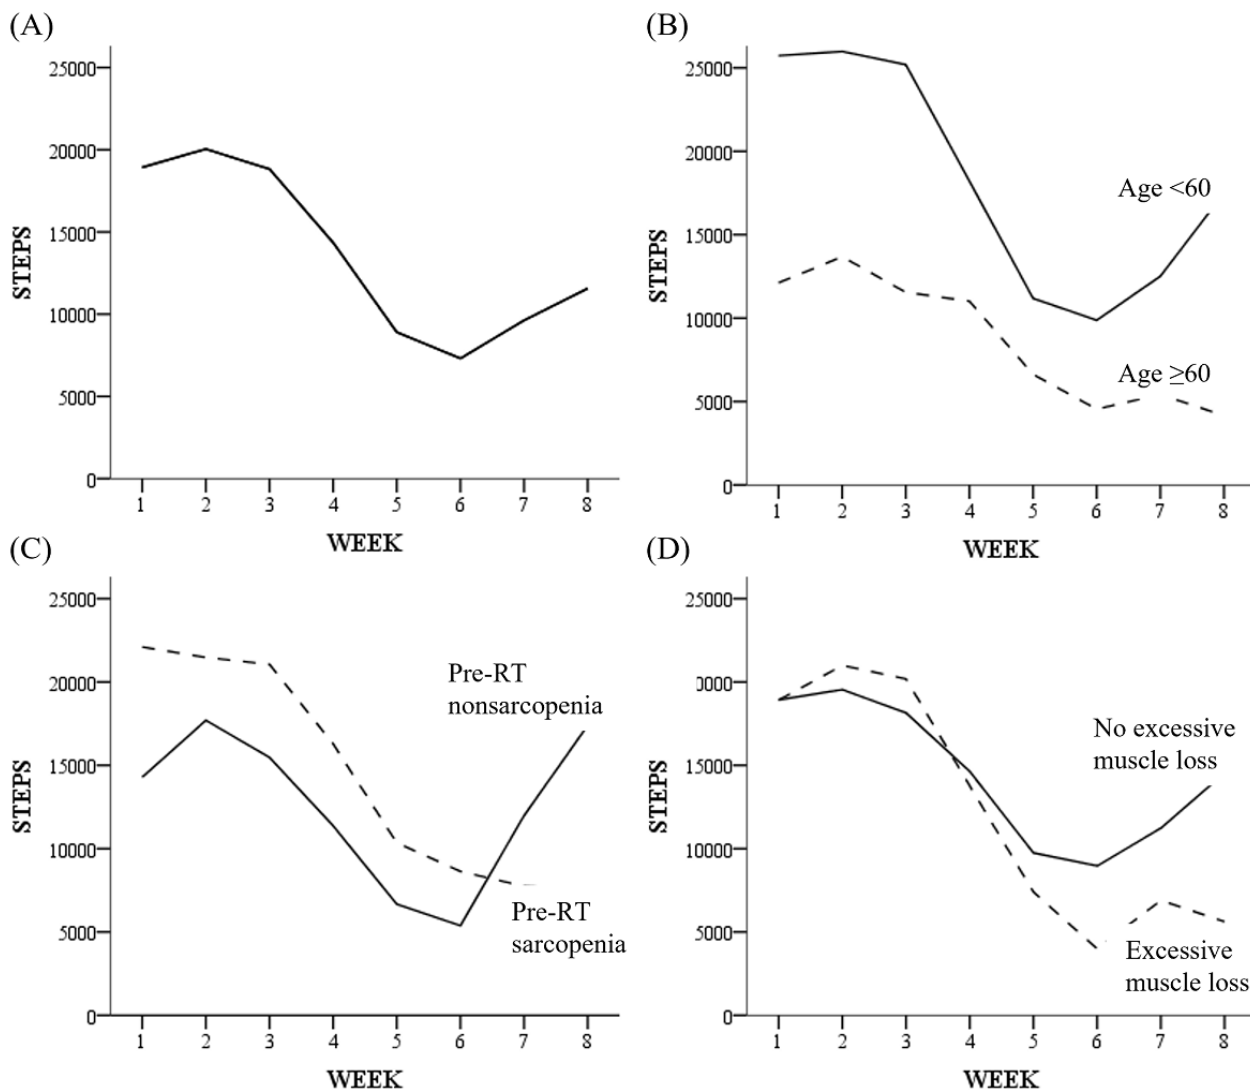 (A)
25000
20000
15000
10000
5000
0
STEPS
1 2 3 4 5 6 7 8
WEEK
(B)
25000
20000
15000
10000
5000
0
STEPS
Age <60
Age ≥60
1 2 3 4 5 6 7 8
WEEK
(C)
25000
20000
15000
10000
5000
0
STEPS
Pre-RT
nonsarcopenia
Pre-RT
sarcopenia
1 2 3 4 5 6 7 8
WEEK
(D)
25000
0000
15000
10000
5000
0
STEPS
No excessive
muscle loss
Excessive
muscle loss
1 2 3 4 5 6 7 8
WEEK